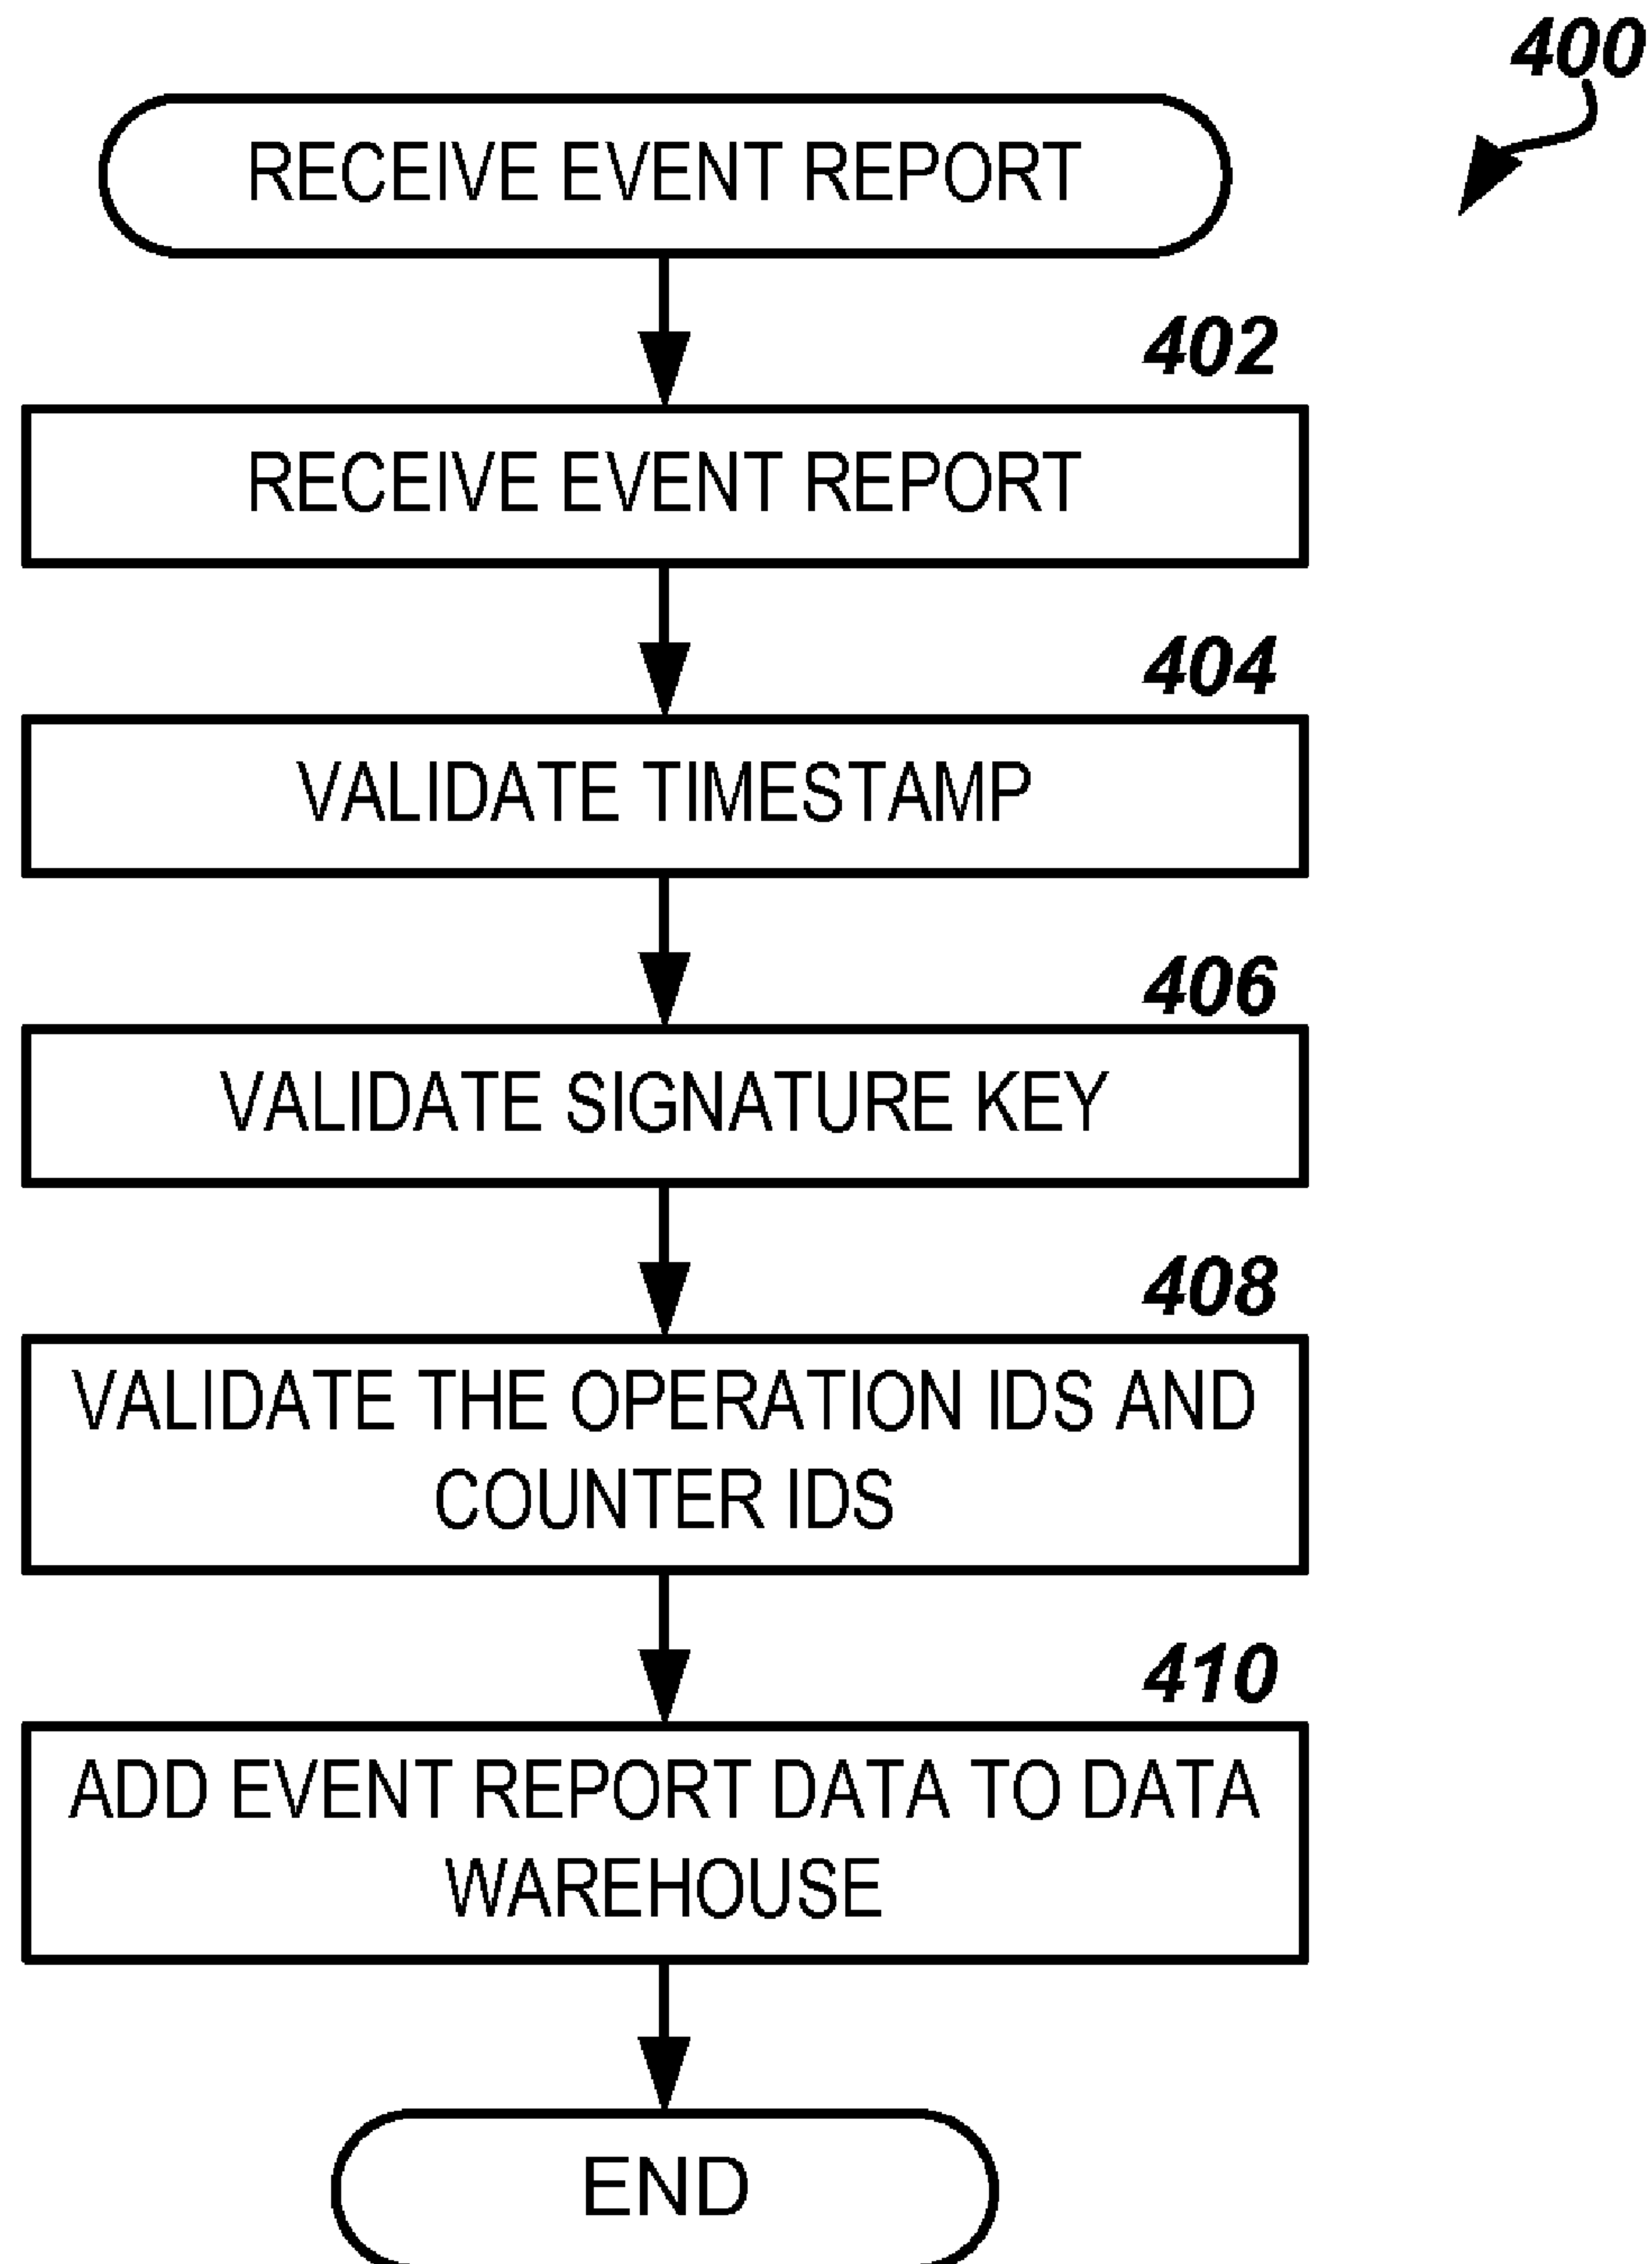 400
RECEIVE EVENT REPORT
402
RECEIVE EVENT REPORT
404
VALIDATE TIMESTAMP
406
VALIDATE SIGNATURE KEY
408
VALIDATE THE OPERATION IDS AND
COUNTER IDS
410
ADD EVENT REPORT DATA TO DATA
WAREHOUSE
END